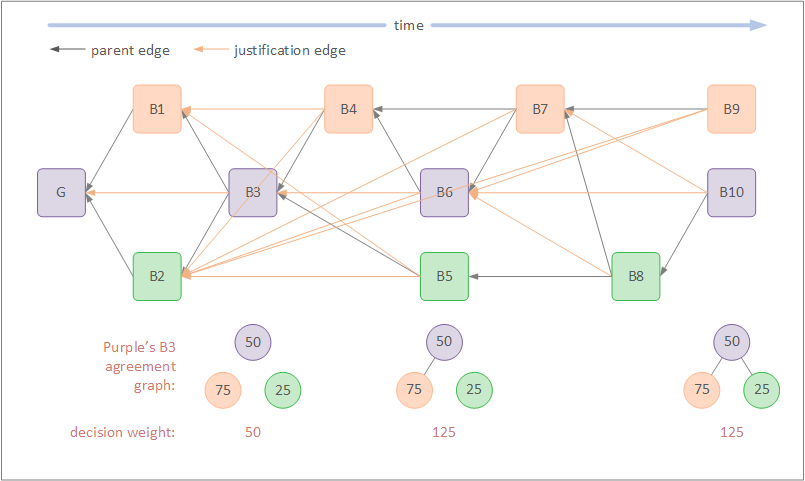 time
parent edge justification edge
B1 B4 B7 B9
G B3 B6 B10
B2 B5 B8
Purple's B3
agreement
graph:
50 50 50
75 25 75 25 75 25
decision weight: 50 125 125